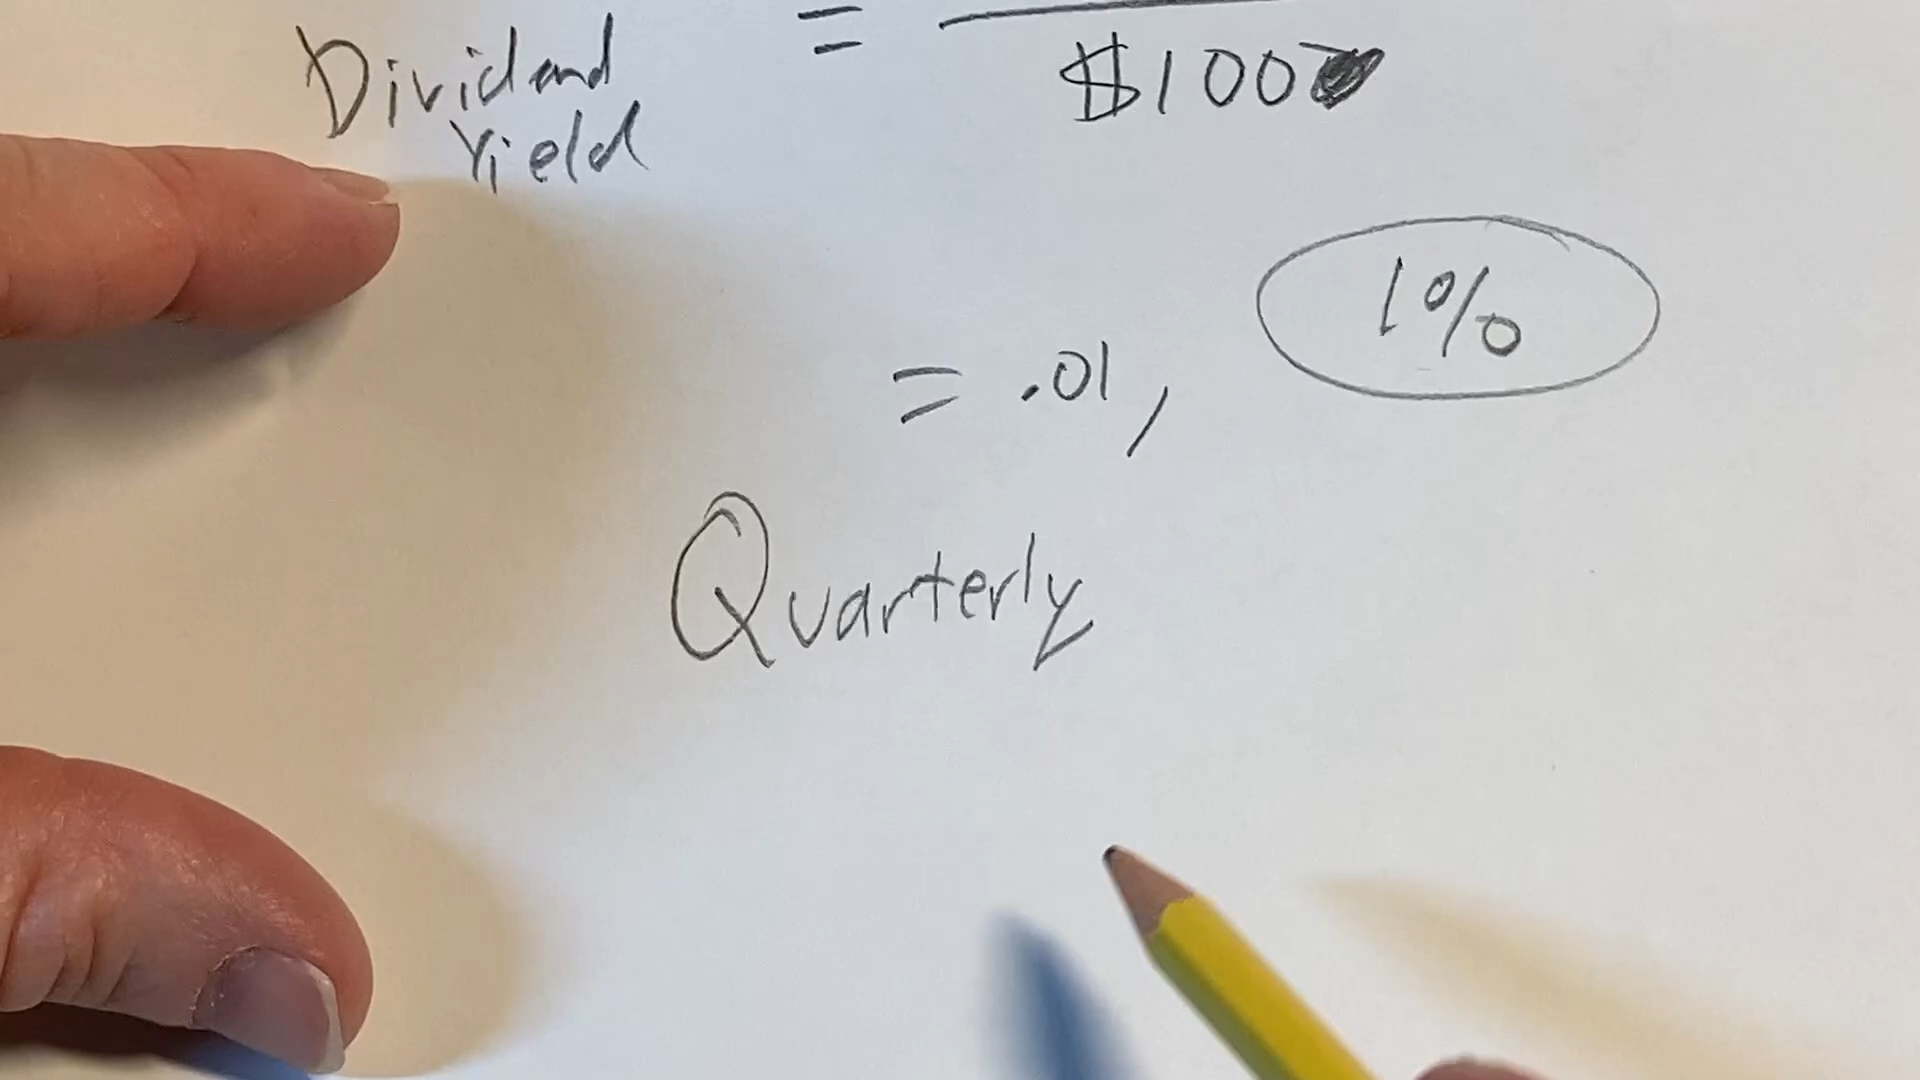 Dividend = $100
Yield
1%
= .01,
Quarterly